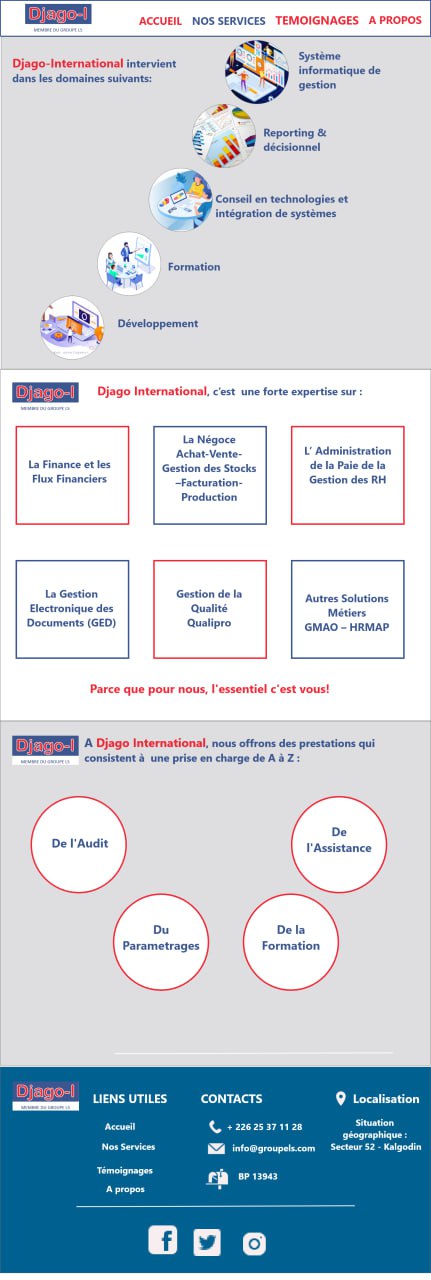 Djago-I
MEMBRE DU GROUPE LS
ACCUEIL NOS SERVICES TEMOIGNAGES A PROPOS
Djago-International intervient
dans les domaines suivants:
Système
informatique de
gestion
Reporting &
décisionnel
Conseil en technologies et
intégration de systèmes
Formation
Développement
Djago-I
MEMBRE DU GROUPE LS
Djago International, c'est une forte expertise sur :
La Finance et les
Flux Financiers
La Négoce
Achat-Vente-
Gestion des Stocks
–Facturation-
Production
L’ Administration
de la Paie de la
Gestion des RH
La Gestion
Electronique des
Documents (GED)
Gestion de la
Qualité
Qualipro
Autres Solutions
Métiers
GMAO – HRMAP
Parce que pour nous, l'essentiel c'est vous!
Djago-I
MEMBRE DU GROUPE LS
A Djago International, nous offrons des prestations qui
consistent à une prise en charge de A à Z :
De l'Audit
De
l'Assistance
Du
Parametrages
De la
Formation
Djago-I
MEMBRE DU GROUPE LS
LIENS UTILES
Accueil
Nos Services
Témoignages
A propos
CONTACTS
+ 226 25 37 11 28
info@groupels.com
BP 13943
Localisation
Situation
géographique :
Secteur 52 - Kalgodin